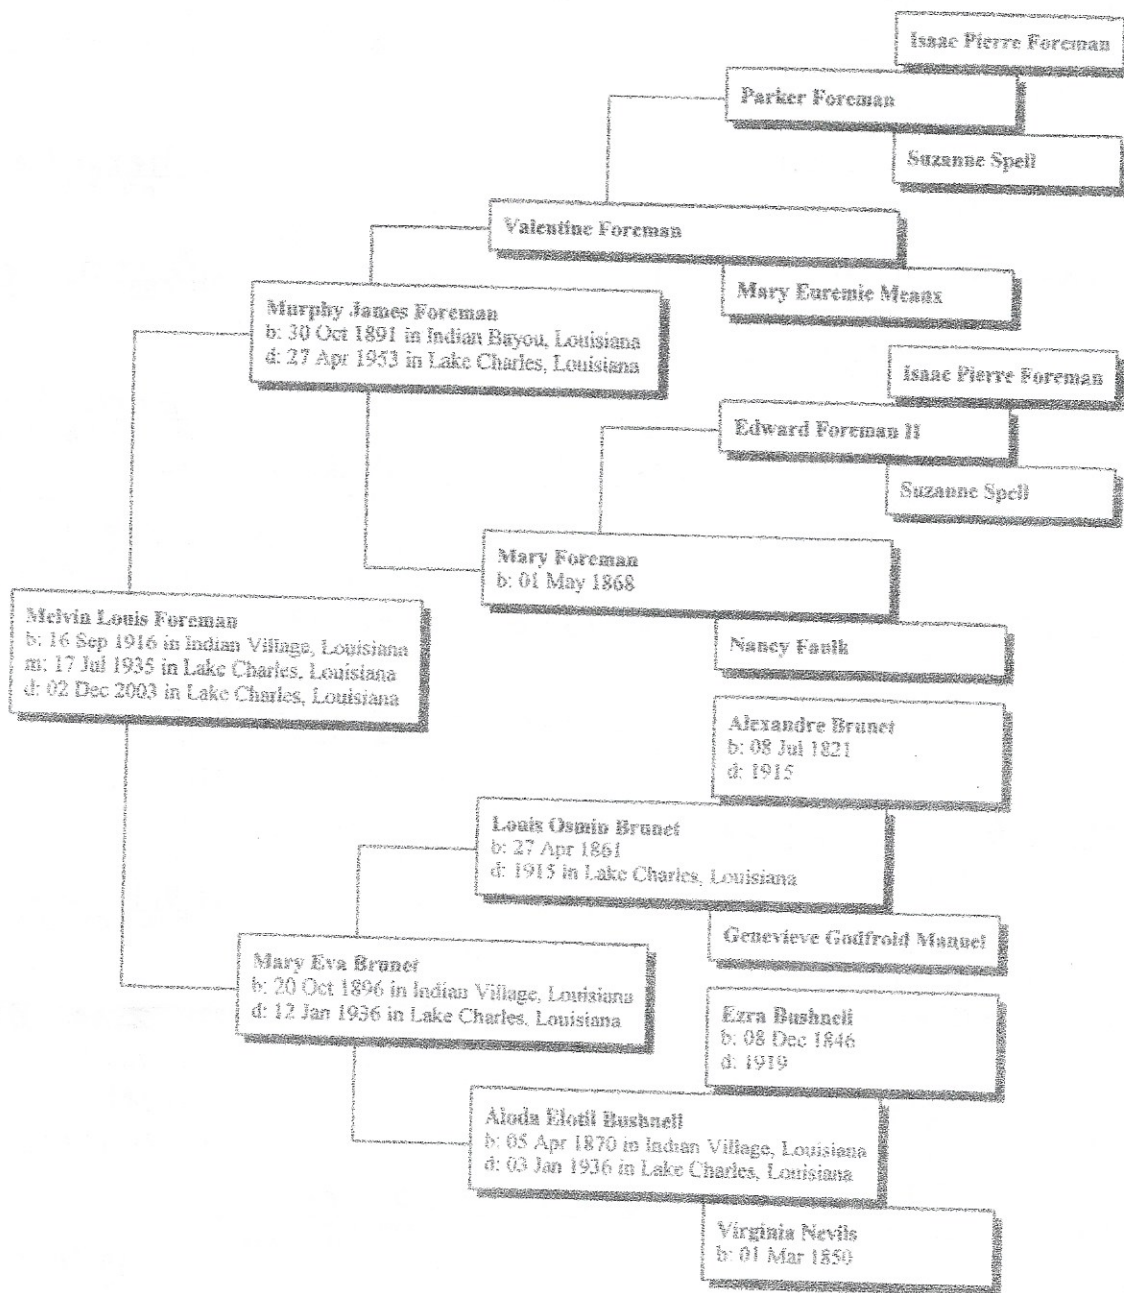 Isaac Pierre Foreman
Parker Foreman
Suzanne Spell
Valentine Foreman
Mary Euremie Meaux
Murphy James Foreman
b: 30 Oct 1891 in Indian Bayou, Louisiana
d: 27 Apr 1953 in Lake Charles, Louisiana
Isaac Pierre Foreman
Edward Foreman II
Suzanne Spell
Mary Foreman
b: 01 May 1868
Nancy Faulk
Melvin Louis Foreman
b: 16 Sep 1916 in Indian Village, Louisiana
m: 17 Jul 1935 in Lake Charles, Louisiana
d: 02 Dec 2003 in Lake Charles, Louisiana
Alexandre Brunet
b: 08 Jul 1821
d: 1915
Louis Osmin Brunet
b: 27 Apr 1861
d: 1915 in Lake Charles, Louisiana
Genevieve Godfroid Manuel
Mary Eva Brunet
b: 20 Oct 1896 in Indian Village, Louisiana
d: 12 Jan 1936 in Lake Charles, Louisiana
Ezra Bushnell
b: 08 Dec 1846
d: 1919
Aloda Elotil Bushnell
b: 05 Apr 1870 in Indian Village, Louisiana
d: 03 Jan 1936 in Lake Charles, Louisiana
Virginia Nevils
b: 01 Mar 1850